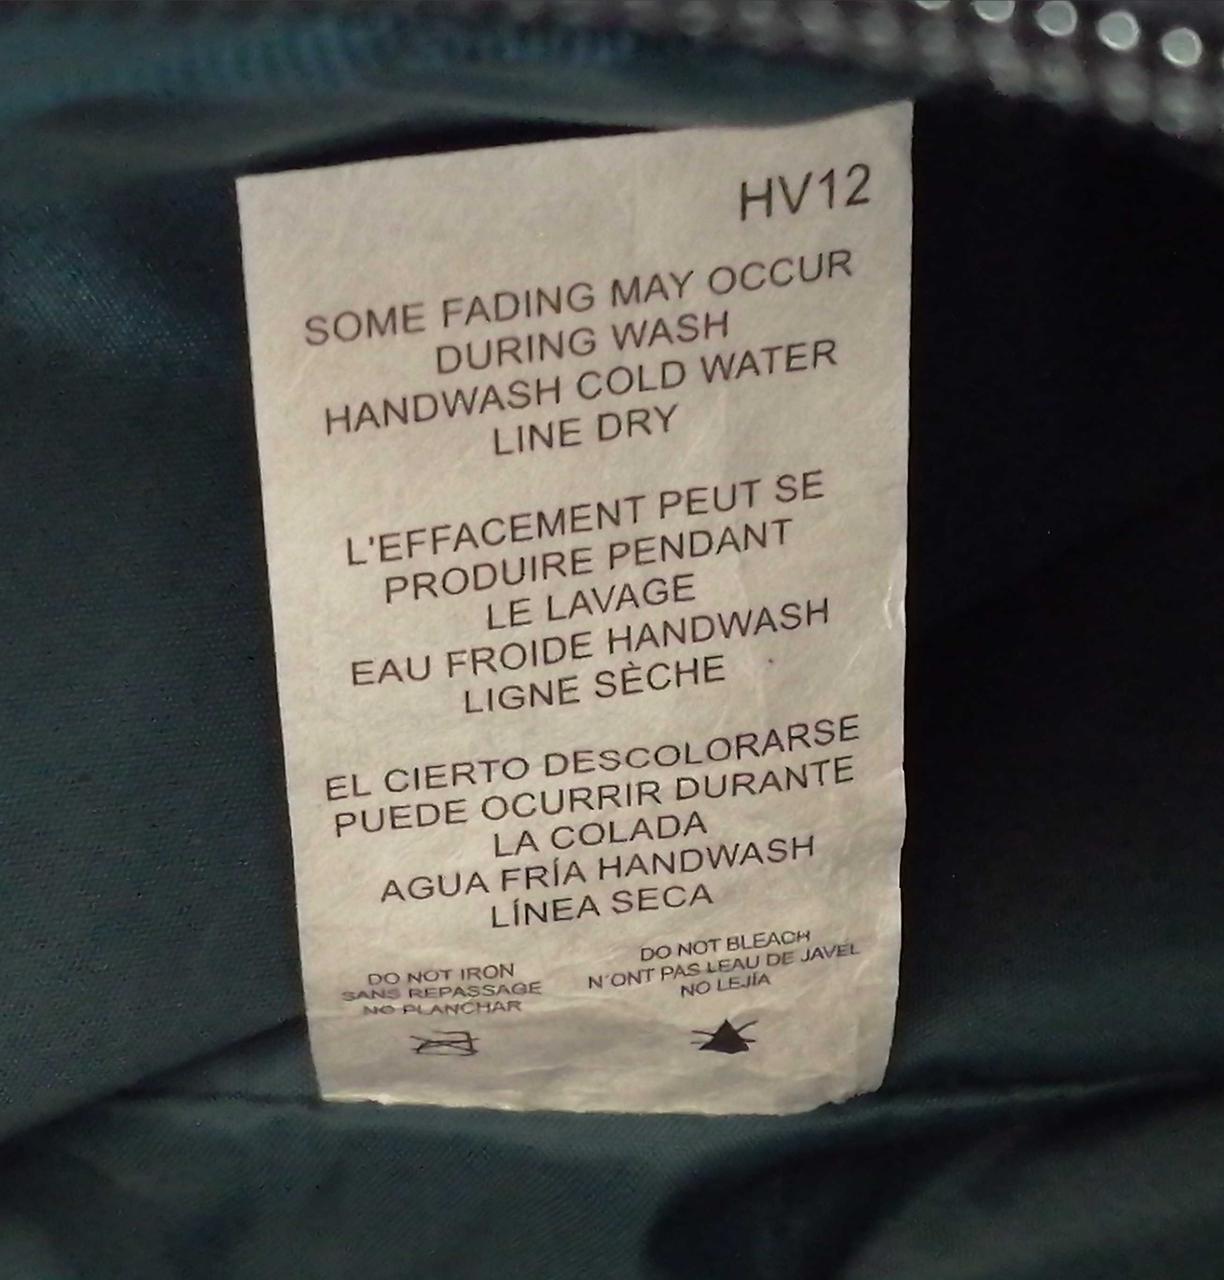 HV12
SOME FADING MAY OCCUR
DURING WASH
HANDWASH COLD WATER
LINE DRY
L'EFFACEMENT PEUT SE
PRODUIRE PENDANT
LE LAVAGE
EAU FROIDE HANDWASH
LIGNE SÈCHE
EL CIERTO DESCOLORARSE
PUEDE OCURRIR DURANTE
LA COLADA
AGUA FRÍA HANDWASH
LÍNEA SECA
DO NOT IRON
SANS REPASSAGE
NO PLANCHAR
DO NOT BLEACH
N'ONT PAS LEAU DE JAVEL
NO LEJÍA